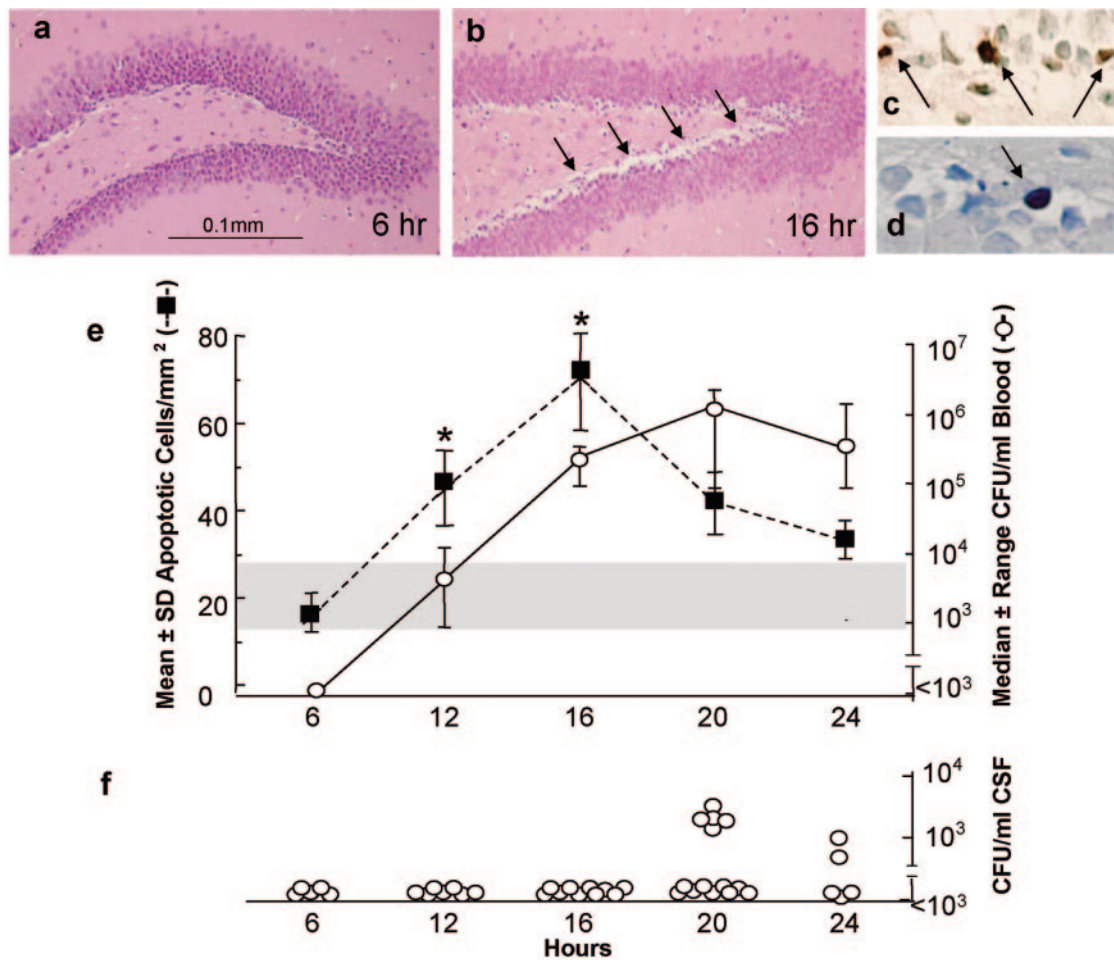 a
b
c
0.1mm
6 hr
16 hr
d
e
Mean ± SD Apoptotic Cells/mm² (--■--)
80
60
40
20
0
*
*
10⁷
10⁶
10⁵
10⁴
10³
<10³
Median ± Range CFU/ml Blood (-○-)
6
12
16
20
24
f
10⁴
10³
<10³
CFU/ml CSF
6
12
16
20
24
Hours